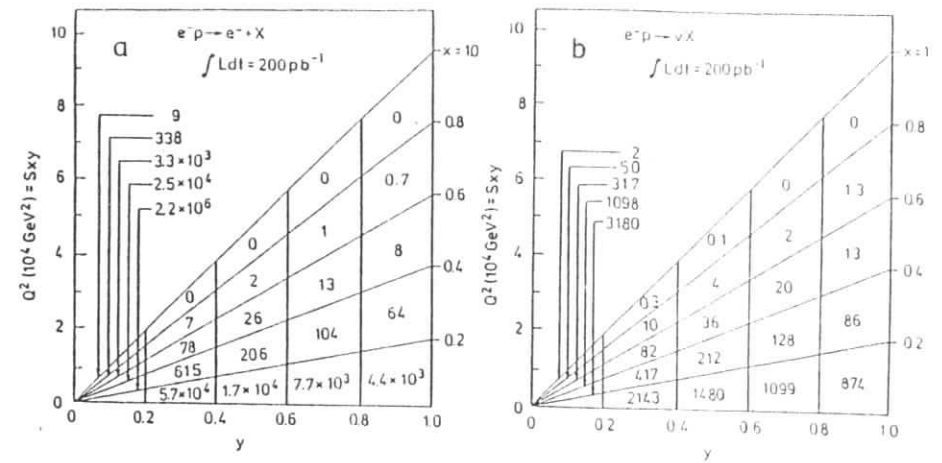 a
e⁻p → e⁻ + X
∫Ldt = 200 pb⁻¹
Q² (10⁴ GeV²) = Sxy
10
8
6
4
2
0
9
338
3.3×10³
2.5×10⁴
2.2×10⁶
0 0 0 0
0.7 1 2 7
8 13 26 78
64 104 206 615
5.7×10⁴ 1.7×10⁴ 7.7×10³ 4.4×10³
x = 10
0.8
0.6
0.4
0.2
0 0.2 0.4 0.6 0.8 1.0
y
b
e⁻p → νX
∫Ldt = 200 pb⁻¹
Q² (10⁴ GeV²) = Sxy
10
8
6
4
2
0
2
50
317
1098
3180
0 0 0.1 0.3
1.3 2 4 10
13 20 36 82
86 128 212 417
2143 1480 1099 874
x = 1
0.8
0.6
0.4
0.2
0 0.2 0.4 0.6 0.8 1.0
y